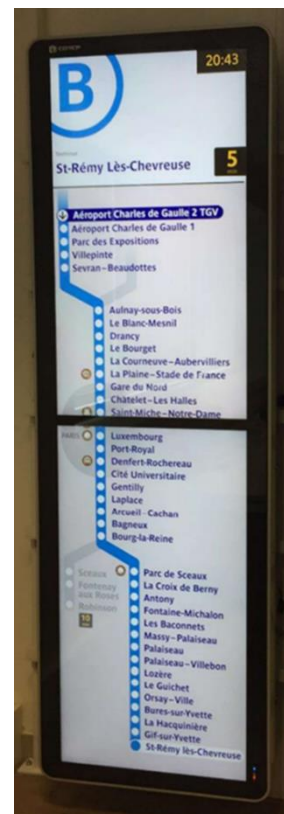 B
20:43
St-Rémy Lès-Chevreuse
5
Aéroport Charles de Gaulle 2 TGV
Aéroport Charles de Gaulle 1
Parc des Expositions
Villepinte
Sevran–Beaudottes
Aulnay-sous-Bois
Le Blanc-Mesnil
Drancy
Le Bourget
La Courneuve–Aubervilliers
La Plaine–Stade de France
Gare du Nord
Châtelet–Les Halles
Saint-Miche–Notre-Dame
PARIS
Luxembourg
Port-Royal
Denfert-Rochereau
Cité Universitaire
Gentilly
Laplace
Arcueil–Cachan
Bagneux
Bourg-la-Reine
Sceaux
Fontenay
aux Roses
Robinson
10
Parc de Sceaux
La Croix de Berny
Antony
Fontaine-Michalon
Les Baconnets
Massy–Palaiseau
Palaiseau
Palaiseau–Villebon
Lozère
Le Guichet
Orsay–Ville
Bures-sur-Yvette
La Hacquinière
Gif-sur-Yvette
St-Rémy lès-Chevreuse